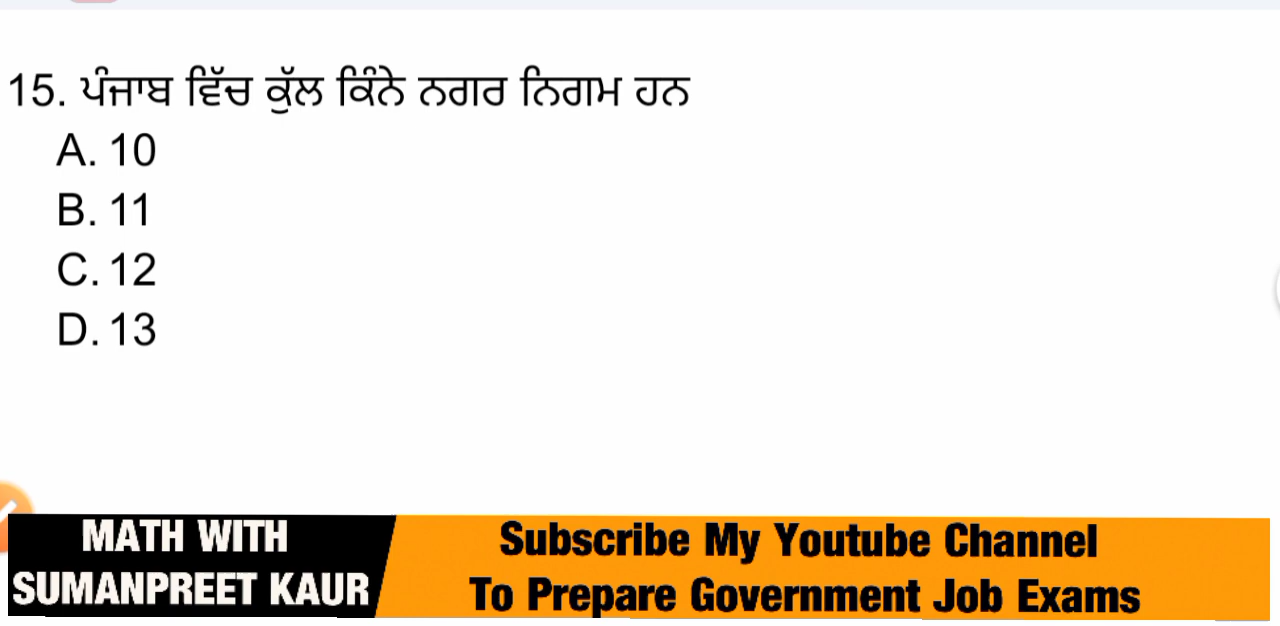 15. ਪੰਜਾਬ ਵਿੱਚ ਕੁੱਲ ਕਿੰਨੇ ਨਗਰ ਨਿਗਮ ਹਨ
A. 10
B. 11
C. 12
D. 13
MATH WITH
SUMANPREET KAUR
Subscribe My Youtube Channel
To Prepare Government Job Exams